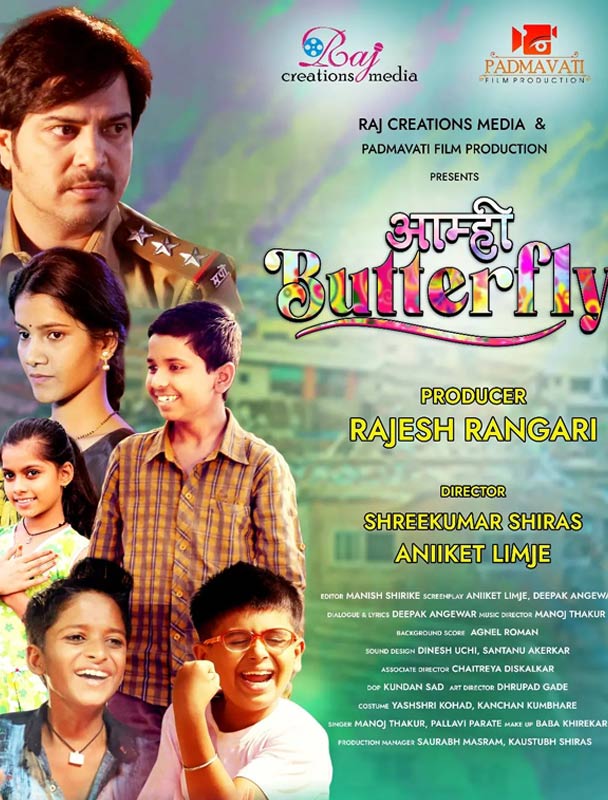 Raj
creations media
PADMAVATI
FILM PRODUCTION
RAJ CREATIONS MEDIA &
PADMAVATI FILM PRODUCTION
PRESENTS
आम्ही
Butterfly
मपो
PRODUCER
RAJESH RANGARI
DIRECTOR
SHREEKUMAR SHIRAS
ANIIKET LIMJE
EDITOR MANISH SHIRIKE SCREENPLAY ANIIKET LIMJE, DEEPAK ANGEWA
DIALOGUE & LYRICS DEEPAK ANGEWAR MUSIC DIRECTOR MANOJ THAKUR
BACKGROUND SCORE AGNEL ROMAN
SOUND DESIGN DINESH UCHI, SANTANU AKERKAR
ASSOCIATE DIRECTOR CHAITREYA DISKALKAR
DOP KUNDAN SAD ART DIRECTOR DHRUPAD GADE
COSTUME YASHSHRI KOHAD, KANCHAN KUMBHARE
SINGER MANOJ THAKUR, PALLAVI PARATE MAKE UP BABA KHIREKAR
PRODUCTION MANAGER SAURABH MASRAM, KAUSTUBH SHIRAS